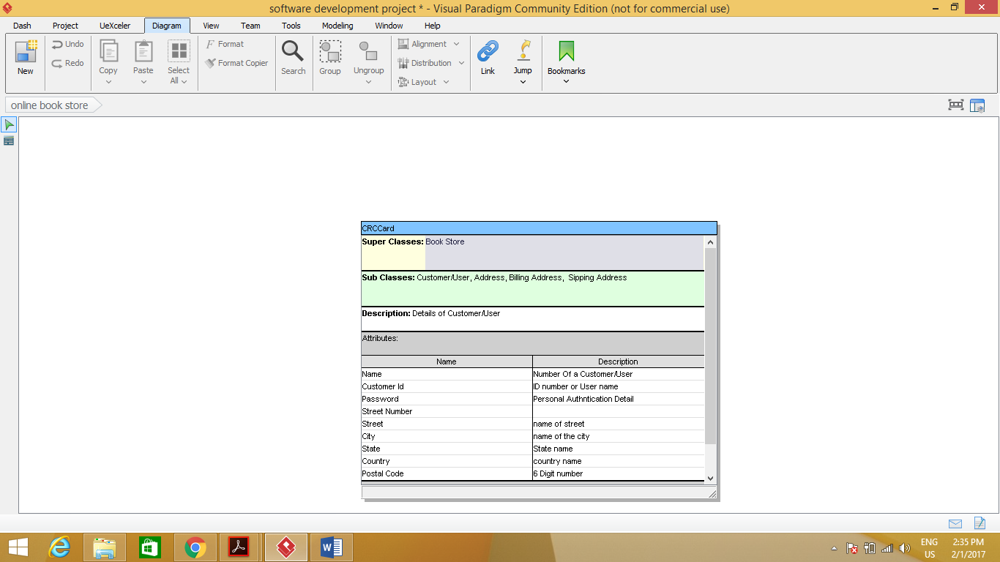 software development project * - Visual Paradigm Community Edition (not for commercial use)
Dash Project UeXceler Diagram View Team Tools Modeling Window Help
New
Undo
Redo
Copy
Paste
Select
All
Format
Format Copier
Search
Group
Ungroup
Alignment
Distribution
Layout
Link
Jump
Bookmarks
online book store
CRCCard
Super Classes: Book Store
Sub Classes: Customer/User, Address, Billing Address, Sipping Address
Description: Details of Customer/User
Attributes:
Name Description
Name Number Of a Customer/User
Customer Id ID number or User name
Password Personal Authntication Detail
Street Number
Street name of street
City name of the city
State State name
Country country name
Postal Code 6 Digit number
ENG 2:35 PM
US 2/1/2017